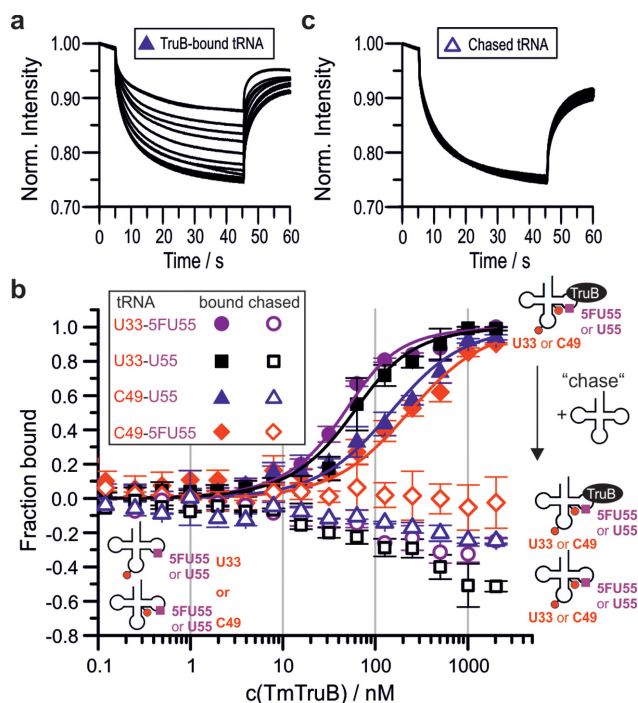 a
TruB-bound tRNA
Norm. Intensity
1.00
0.90
0.80
0.70
0 10 20 30 40 50 60
Time / s
c
Chased tRNA
Norm. Intensity
1.00
0.90
0.80
0.70
0 10 20 30 40 50 60
Time / s
b
tRNA bound chased
U33-5FU55
U33-U55
C49-U55
C49-5FU55
Fraction bound
1.0
0.8
0.6
0.4
0.2
0.0
-0.2
-0.4
-0.6
-0.8
0.1 1 10 100 1000
c(TmTruB) / nM
5FU55
or U55
5FU55
or U55
U33
or
C49
TruB
5FU55
or U55
U33 or C49
"chase"
+
TruB
5FU55
or U55
U33 or C49
5FU55
or U55
U33 or C49